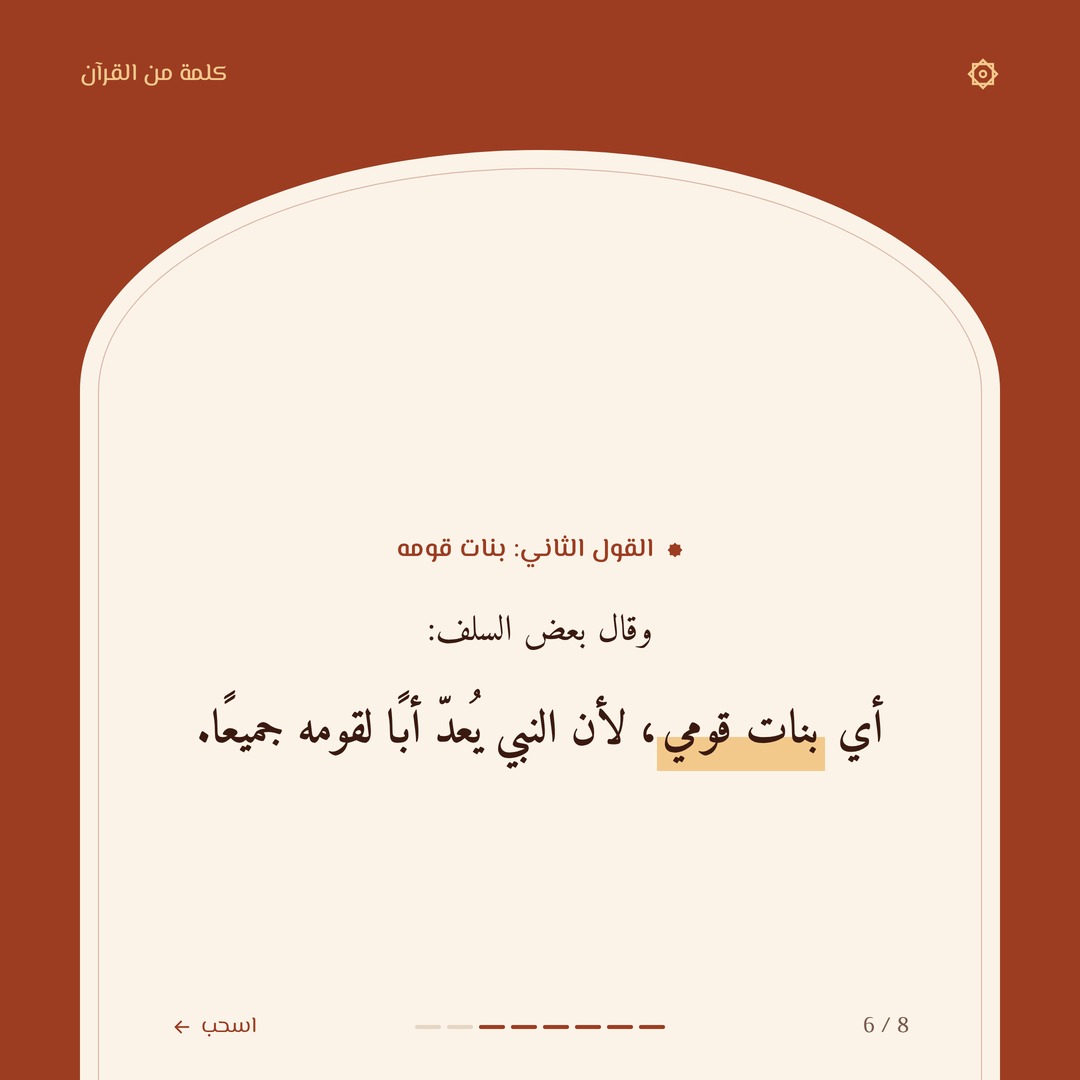 كلمة من القرآن
القول الثاني: بنات قومه
وقال بعض السلف:
أي بنات قومي، لأن النبي يُعدّ أبًا لقومه جميعًا.
6 / 8
اسحب ←